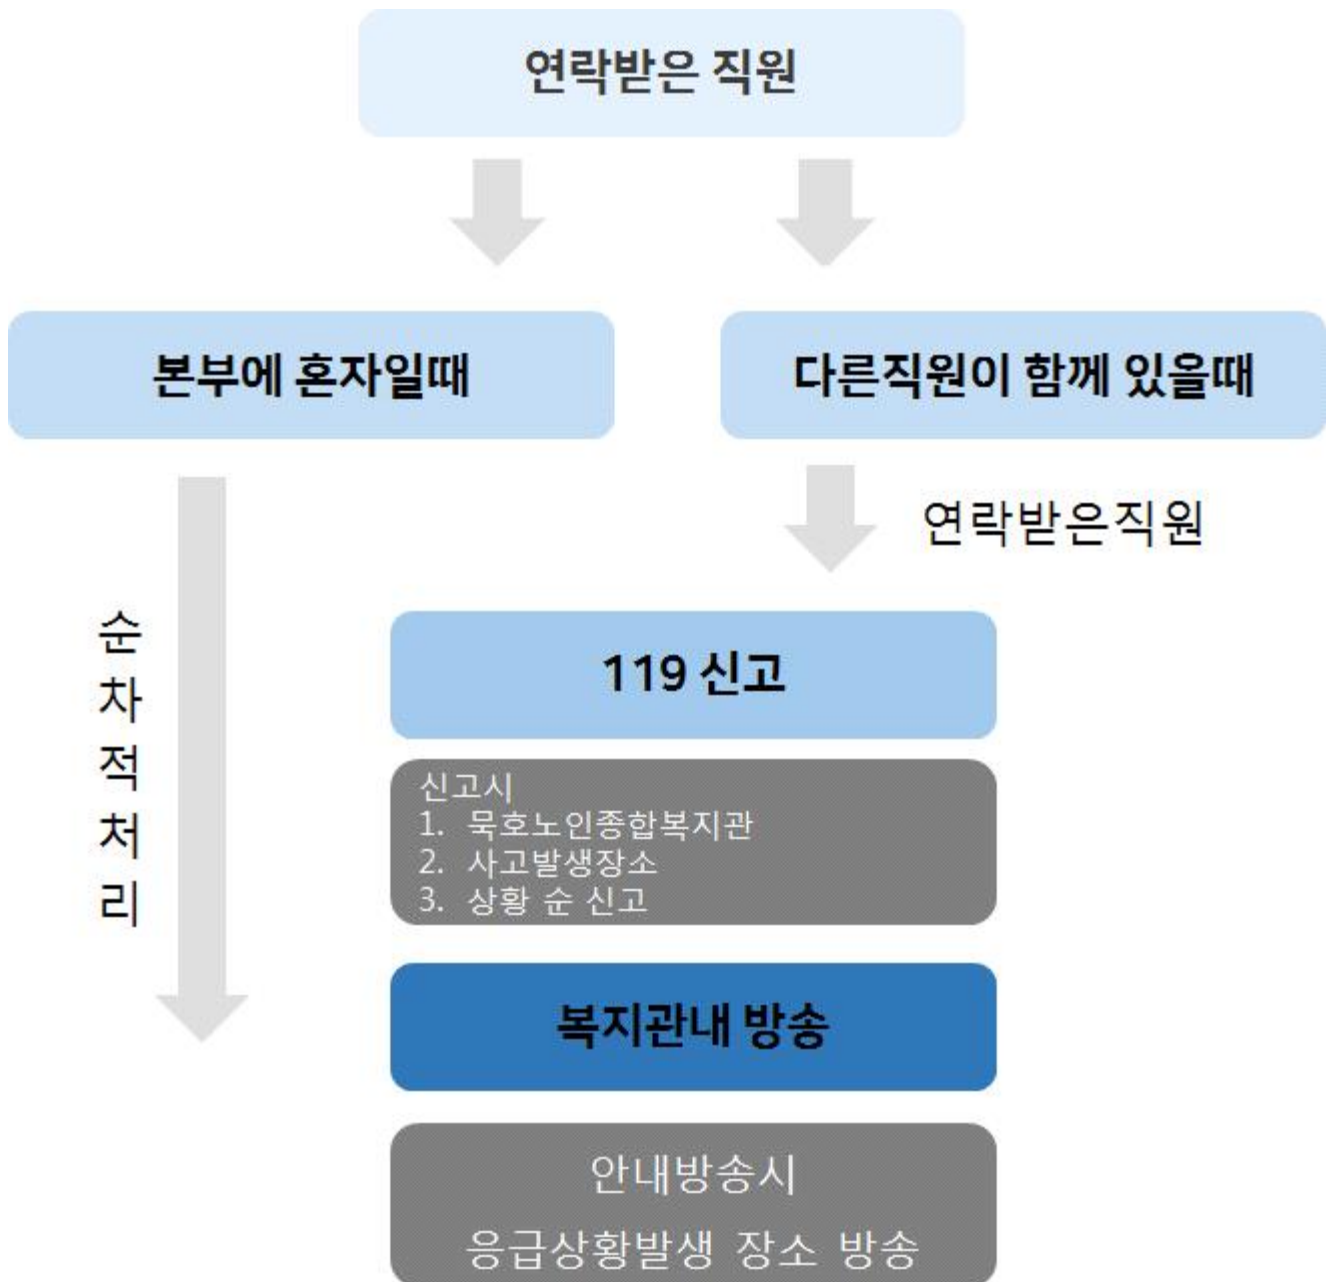 연락받은 직원
본부에 혼자일때
다른직원이 함께 있올때
연락받은직원
순차적처리
119 신고
신고시
1. 묵호노인종합복지관
2. 사고발생장소
3. 상황 순 신고
복지관내 방송
안내방송시
응급상황발생 장소 방송